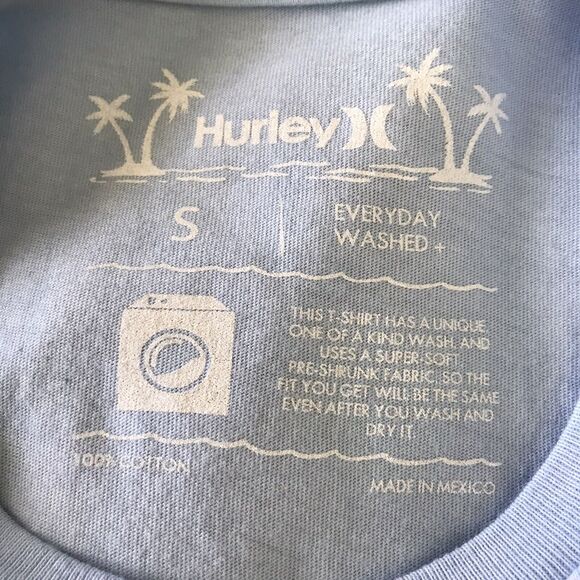 Hurley
S
EVERYDAY
WASHED +
THIS T-SHIRT HAS A UNIQUE
ONE OF A KIND WASH, AND
USES A SUPER-SOFT
PRE-SHRUNK FABRIC, SO THE
FIT YOU GET WILL BE THE SAME
EVEN AFTER YOU WASH AND
DRY IT.
100% COTTON
MADE IN MEXICO